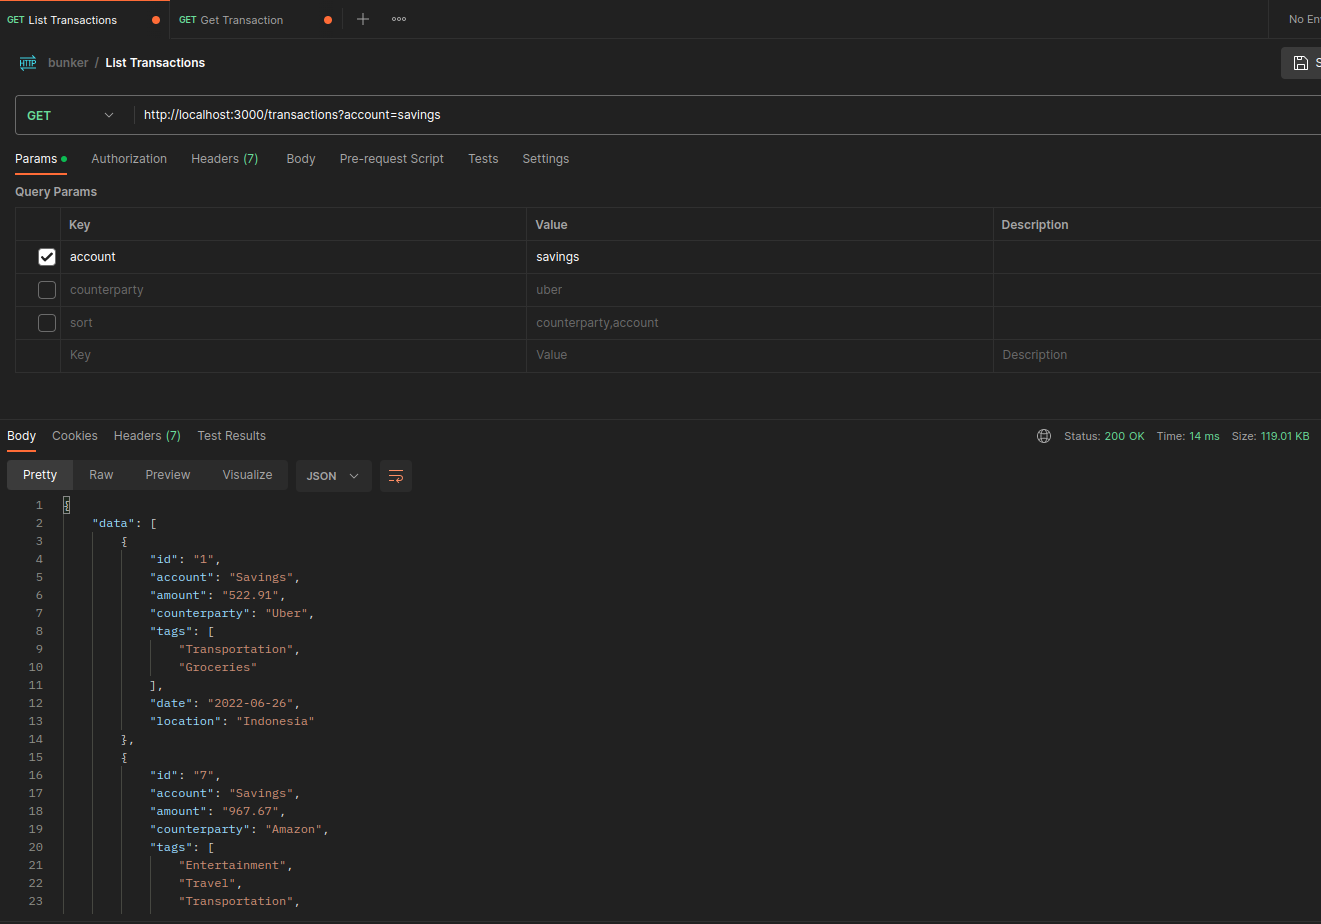 GET List Transactions GET Get Transaction No En
HTTP bunker / List Transactions S
GET http://localhost:3000/transactions?account=savings
Params Authorization Headers (7) Body Pre-request Script Tests Settings
Query Params
Key Value Description
account savings
counterparty uber
sort counterparty,account
Key Value Description
Body Cookies Headers (7) Test Results Status: 200 OK Time: 14 ms Size: 119.01 KB
Pretty Raw Preview Visualize JSON
1 {
2 "data": [
3 {
4 "id": "1",
5 "account": "Savings",
6 "amount": "522.91",
7 "counterparty": "Uber",
8 "tags": [
9 "Transportation",
10 "Groceries"
11 ],
12 "date": "2022-06-26",
13 "location": "Indonesia"
14 },
15 {
16 "id": "7",
17 "account": "Savings",
18 "amount": "967.67",
19 "counterparty": "Amazon",
20 "tags": [
21 "Entertainment",
22 "Travel",
23 "Transportation",